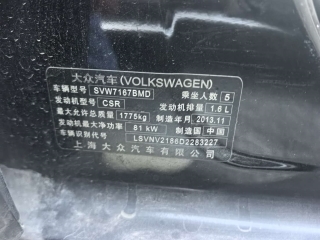 大众汽车(VOLKSWAGEN)
车辆型号 SVW7167BMD 乘坐人数 5
发动机型号 CSR 发动机排量 1.6 L
最大允许总质量 1775kg 制造年月 2013.11
发动机最大净功率 81 kW 制造国 中国
车辆识别代号 LSVNV2186D2283227
上海大众汽车有限公司